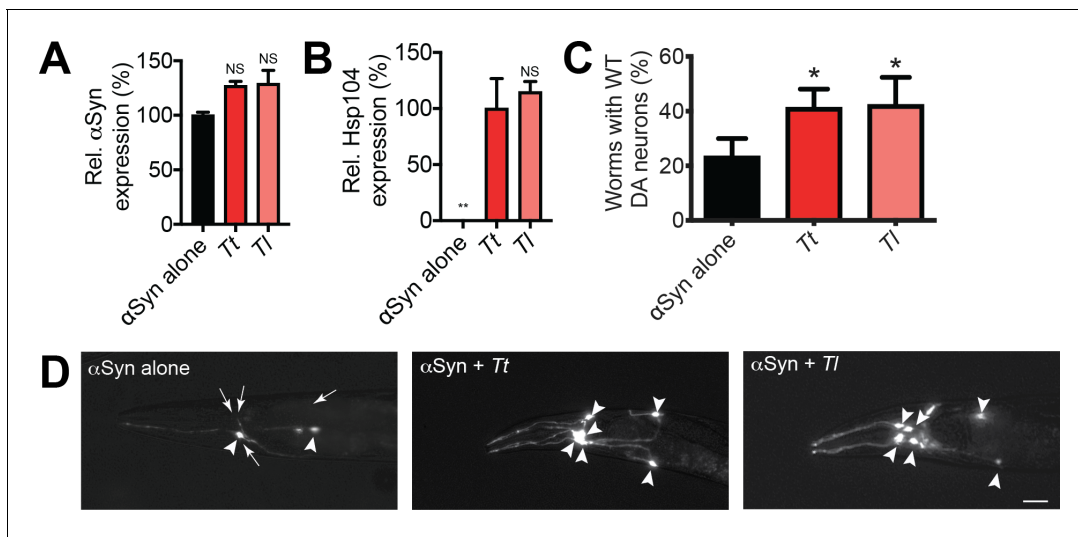 A
Rel. αSyn
expression (%)
150
100
50
0
NS
NS
αSyn alone
Tt
Tl
B
Rel. Hsp104
expression (%)
150
100
50
0
**
NS
αSyn alone
Tt
Tl
C
Worms with WT
DA neurons (%)
60
40
20
0
*
*
αSyn alone
Tt
Tl
D
αSyn alone
αSyn + Tt
αSyn + Tl